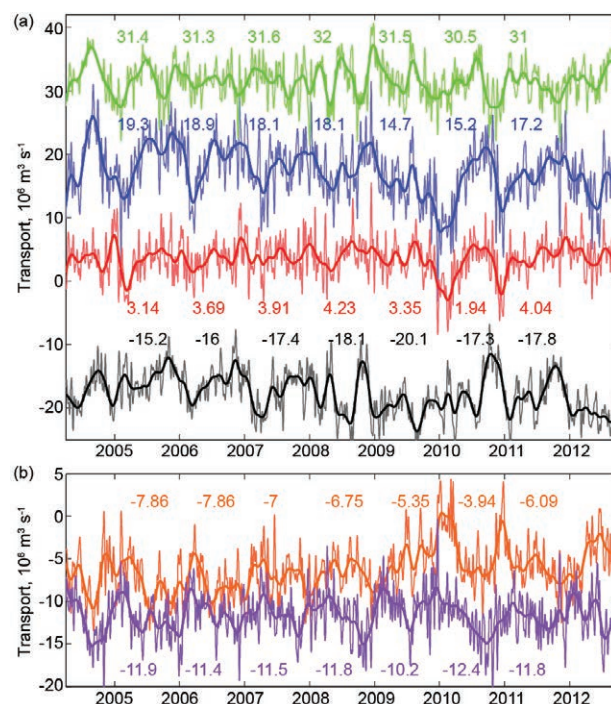 (a)
40
31.4 31.3 31.6 32 31.5 30.5 31
30
19.3 18.9 18.1 18.1 14.7 15.2 17.2
20
10
0
3.14 3.69 3.91 4.23 3.35 1.94 4.04
-10
-15.2 -16 -17.4 -18.1 -20.1 -17.3 -17.8
-20
Transport, 10⁶ m³ s⁻¹
2005 2006 2007 2008 2009 2010 2011 2012
(b)
5
-7.86 -7.86 -7 -6.75 -5.35 -3.94 -6.09
0
-5
-10
-15
-11.9 -11.4 -11.5 -11.8 -10.2 -12.4 -11.8
-20
Transport, 10⁶ m³ s⁻¹
2005 2006 2007 2008 2009 2010 2011 2012